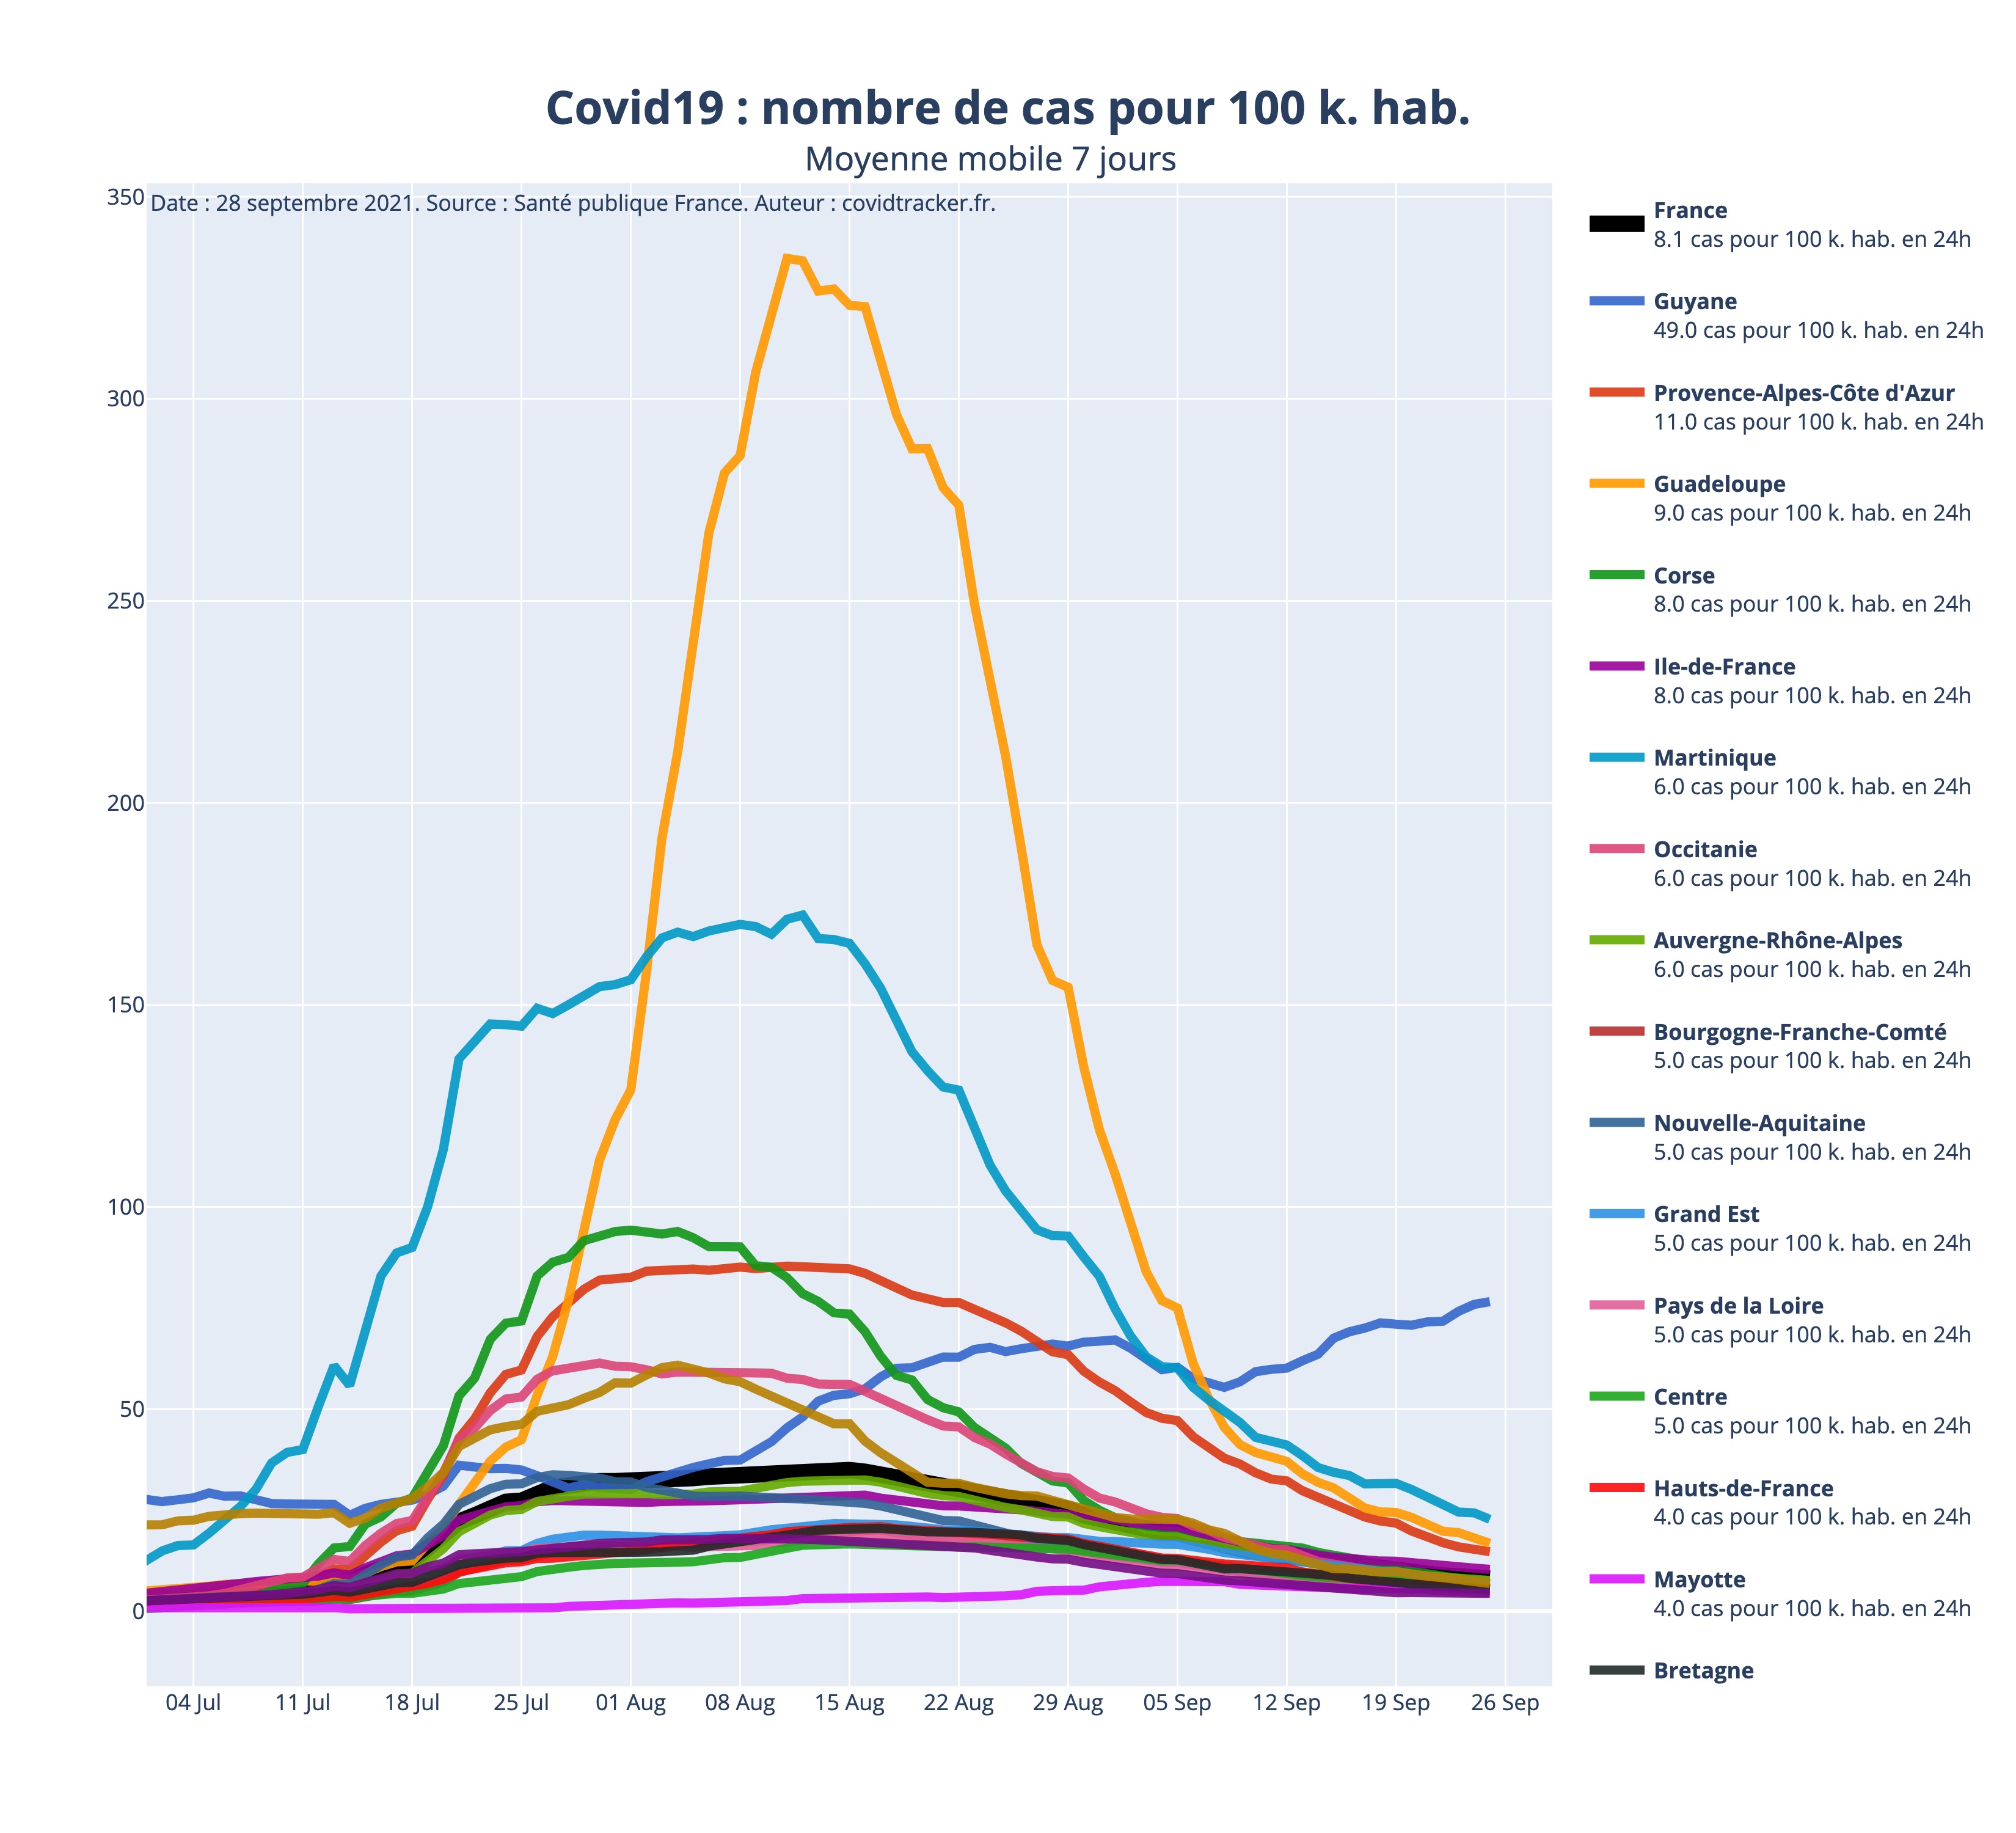 Covid19 : nombre de cas pour 100 k. hab.
Moyenne mobile 7 jours
Date : 28 septembre 2021. Source : Santé publique France. Auteur : covidtracker.fr.
350
300
250
200
150
100
50
0
04 Jul
11 Jul
18 Jul
25 Jul
01 Aug
08 Aug
15 Aug
22 Aug
29 Aug
05 Sep
12 Sep
19 Sep
26 Sep
France
8.1 cas pour 100 k. hab. en 24h
Guyane
49.0 cas pour 100 k. hab. en 24h
Provence-Alpes-Côte d'Azur
11.0 cas pour 100 k. hab. en 24h
Guadeloupe
9.0 cas pour 100 k. hab. en 24h
Corse
8.0 cas pour 100 k. hab. en 24h
Ile-de-France
8.0 cas pour 100 k. hab. en 24h
Martinique
6.0 cas pour 100 k. hab. en 24h
Occitanie
6.0 cas pour 100 k. hab. en 24h
Auvergne-Rhône-Alpes
6.0 cas pour 100 k. hab. en 24h
Bourgogne-Franche-Comté
5.0 cas pour 100 k. hab. en 24h
Nouvelle-Aquitaine
5.0 cas pour 100 k. hab. en 24h
Grand Est
5.0 cas pour 100 k. hab. en 24h
Pays de la Loire
5.0 cas pour 100 k. hab. en 24h
Centre
5.0 cas pour 100 k. hab. en 24h
Hauts-de-France
4.0 cas pour 100 k. hab. en 24h
Mayotte
4.0 cas pour 100 k. hab. en 24h
Bretagne